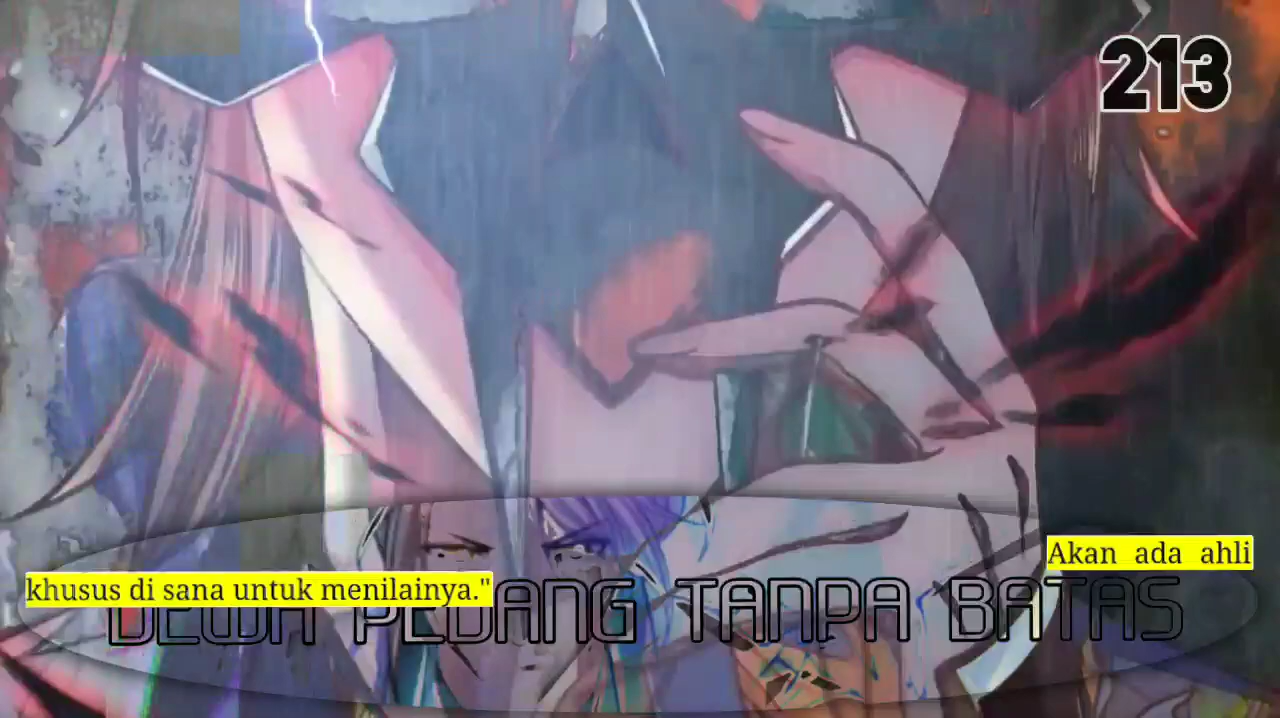 213
Akan ada ahli
khusus di sana untuk menilainya."
DEWA PEDANG TANPA BATAS